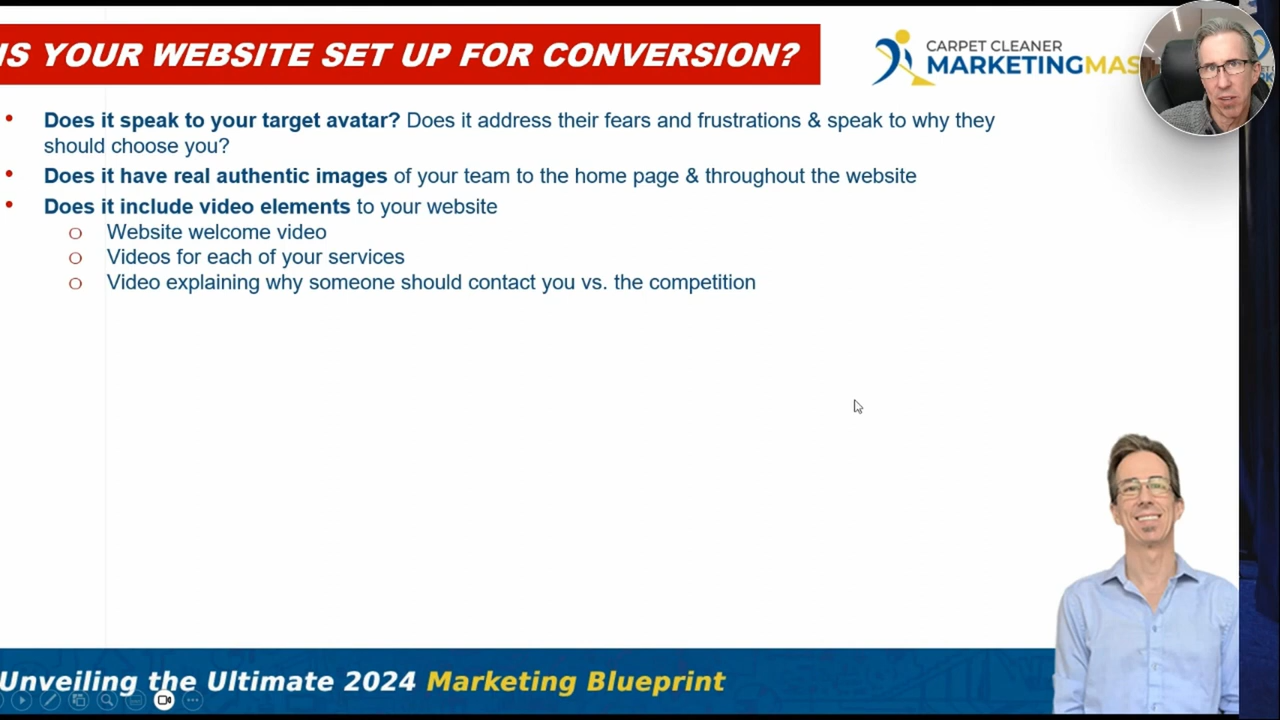 IS YOUR WEBSITE SET UP FOR CONVERSION?
CARPET CLEANER
MARKETINGMAS
• Does it speak to your target avatar? Does it address their fears and frustrations & speak to why they
should choose you?
• Does it have real authentic images of your team to the home page & throughout the website
• Does it include video elements to your website
o Website welcome video
o Videos for each of your services
o Video explaining why someone should contact you vs. the competition
Unveiling the Ultimate 2024 Marketing Blueprint